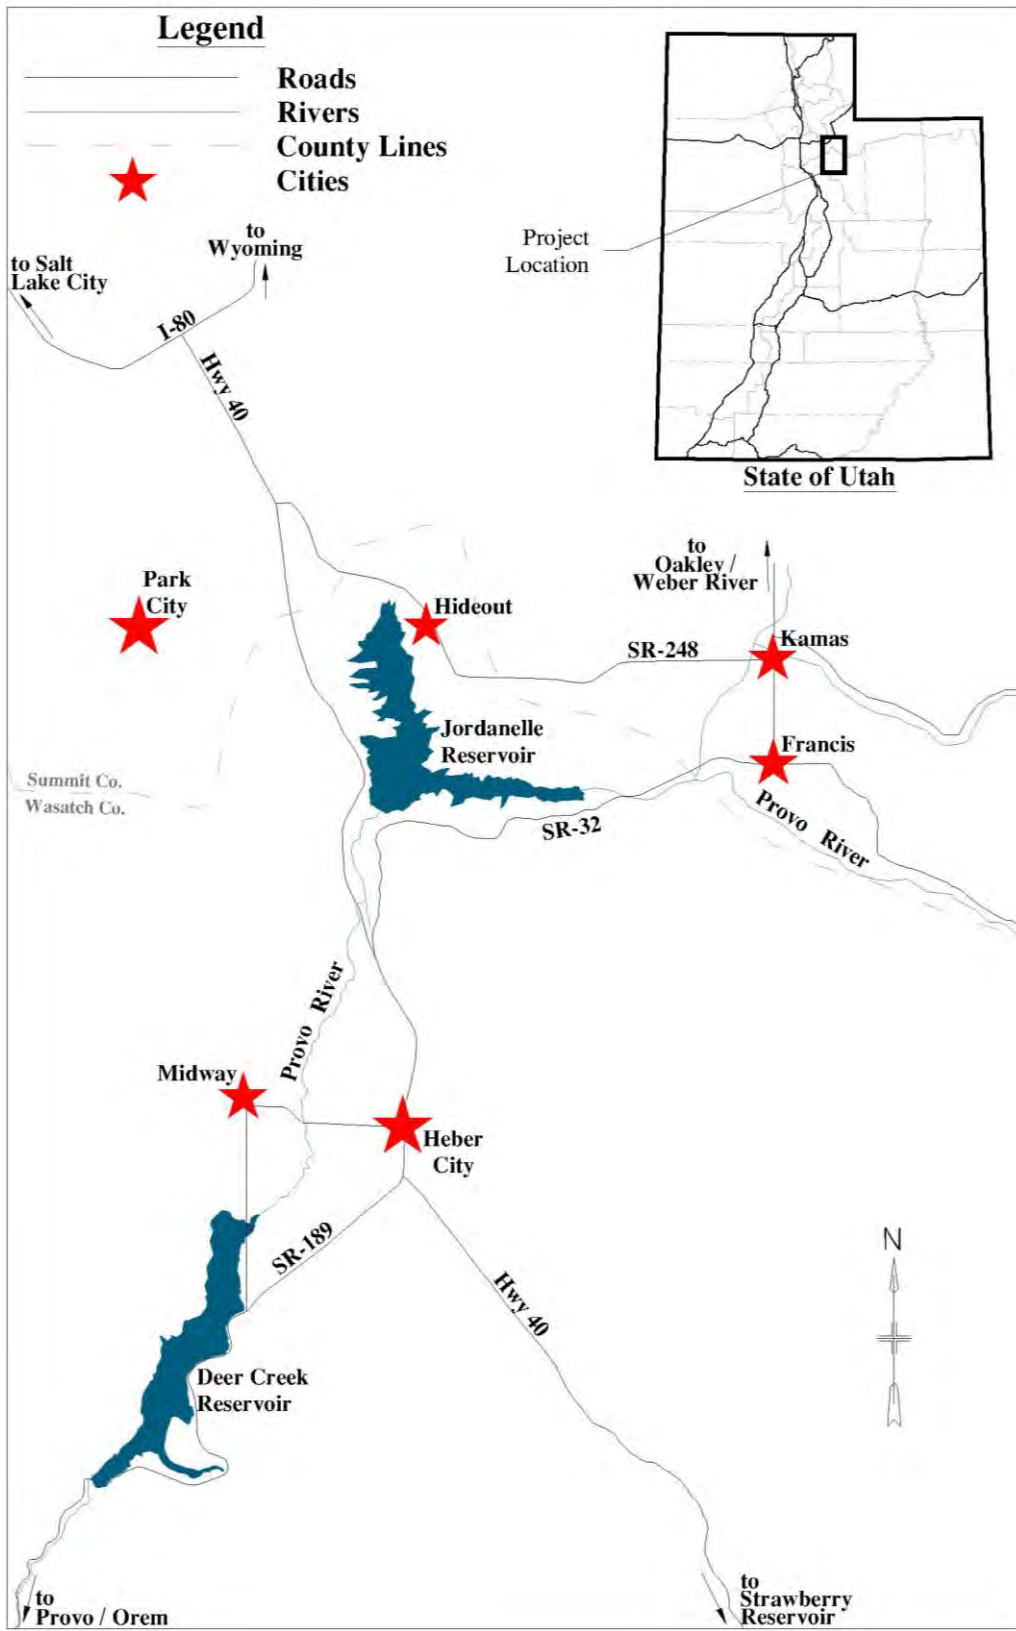 Legend
Roads
Rivers
County Lines
Cities
to
Wyoming
to Salt
Lake City
I-80
Hwy 40
Project
Location
State of Utah
to
Oakley /
Weber River
Park
City
Hideout
Kamas
SR-248
Jordanelle
Reservoir
Francis
Summit Co.
Wasatch Co.
SR-32
Provo River
Provo River
Midway
Heber
City
SR-189
N
Hwy 40
Deer Creek
Reservoir
to
Provo / Orem
to
Strawberry
Reservoir